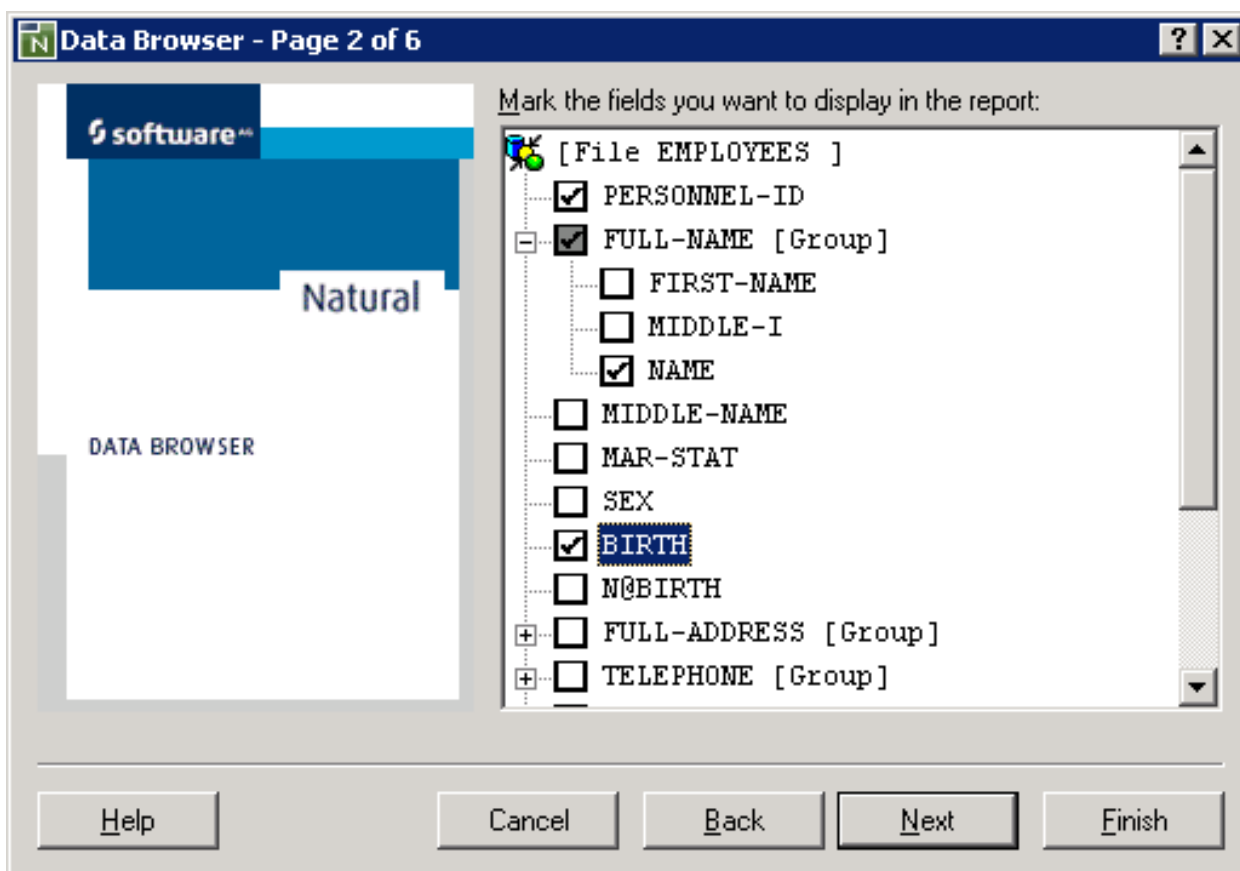 Data Browser - Page 2 of 6
software AG
Natural
DATA BROWSER
Mark the fields you want to display in the report:
[File EMPLOYEES ]
PERSONNEL-ID
FULL-NAME [Group]
FIRST-NAME
MIDDLE-I
NAME
MIDDLE-NAME
MAR-STAT
SEX
BIRTH
N@BIRTH
FULL-ADDRESS [Group]
TELEPHONE [Group]
Help
Cancel
Back
Next
Finish